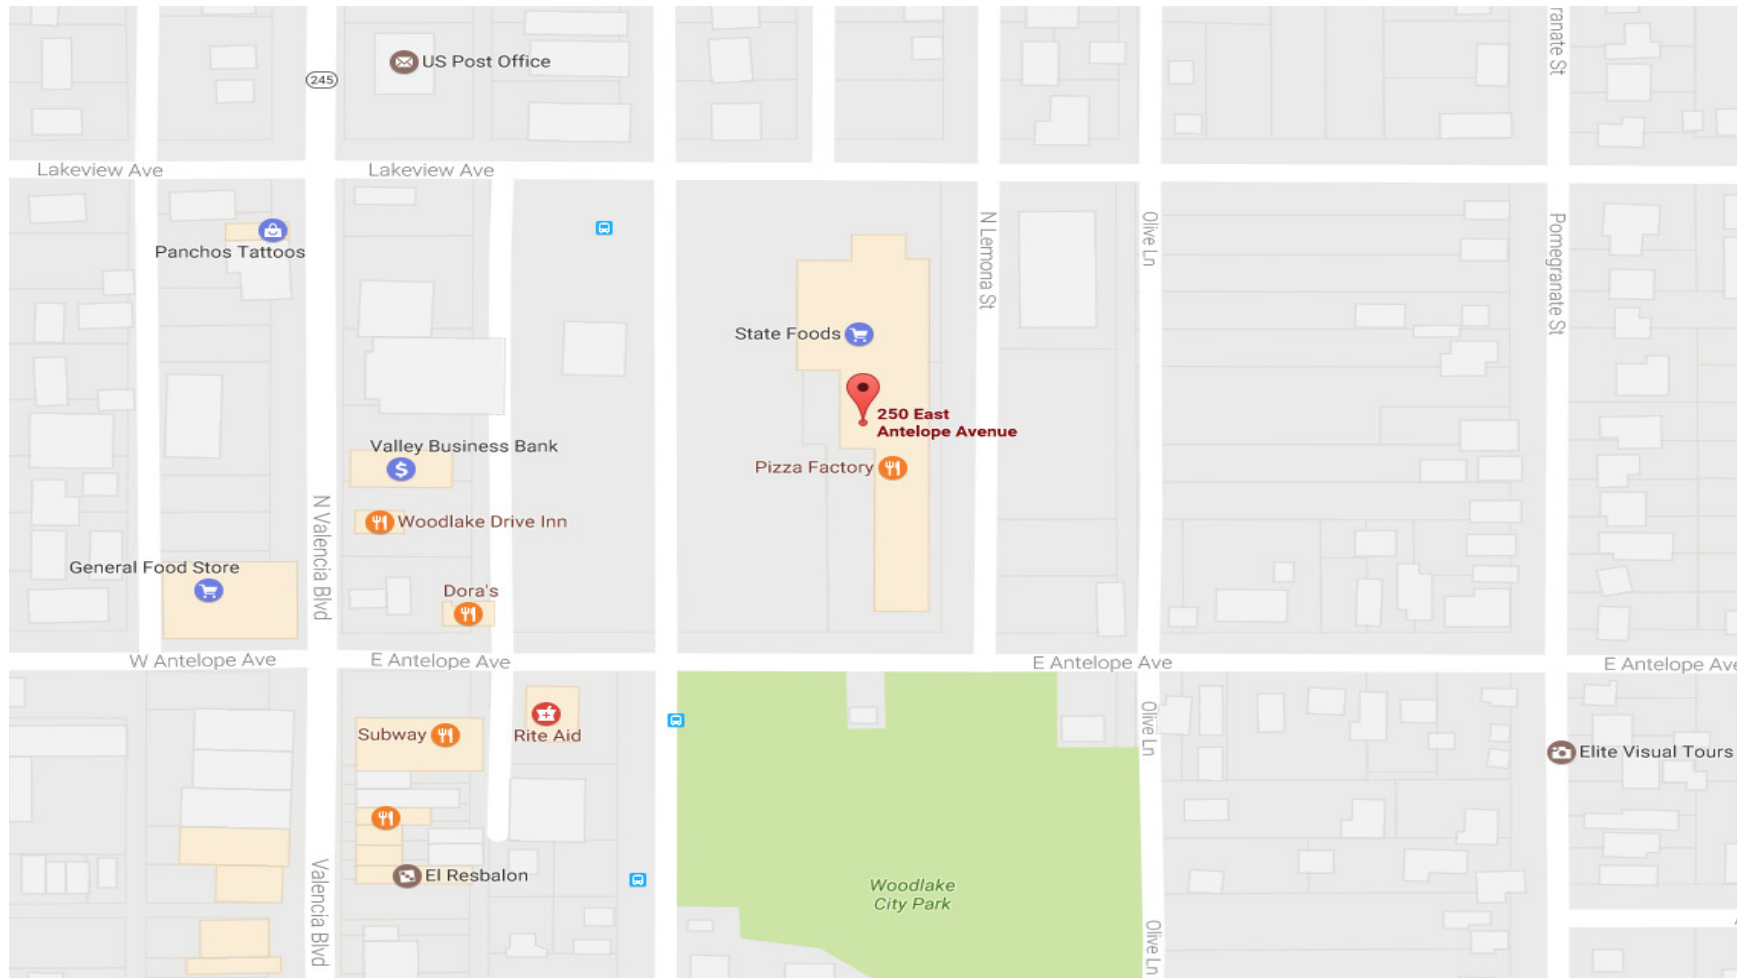 ranate St
US Post Office
245
Lakeview Ave
Lakeview Ave
Panchos Tattoos
N Lemona St
Olive Ln
Pomegranate St
State Foods
250 East
Antelope Avenue
Valley Business Bank
Pizza Factory
N Valencia Blvd
Woodlake Drive Inn
General Food Store
Dora's
W Antelope Ave
E Antelope Ave
E Antelope Ave
E Antelope Ave
Subway
Rite Aid
Olive Ln
Elite Visual Tours
El Resbalon
Valencia Blvd
Woodlake
City Park
Olive Ln